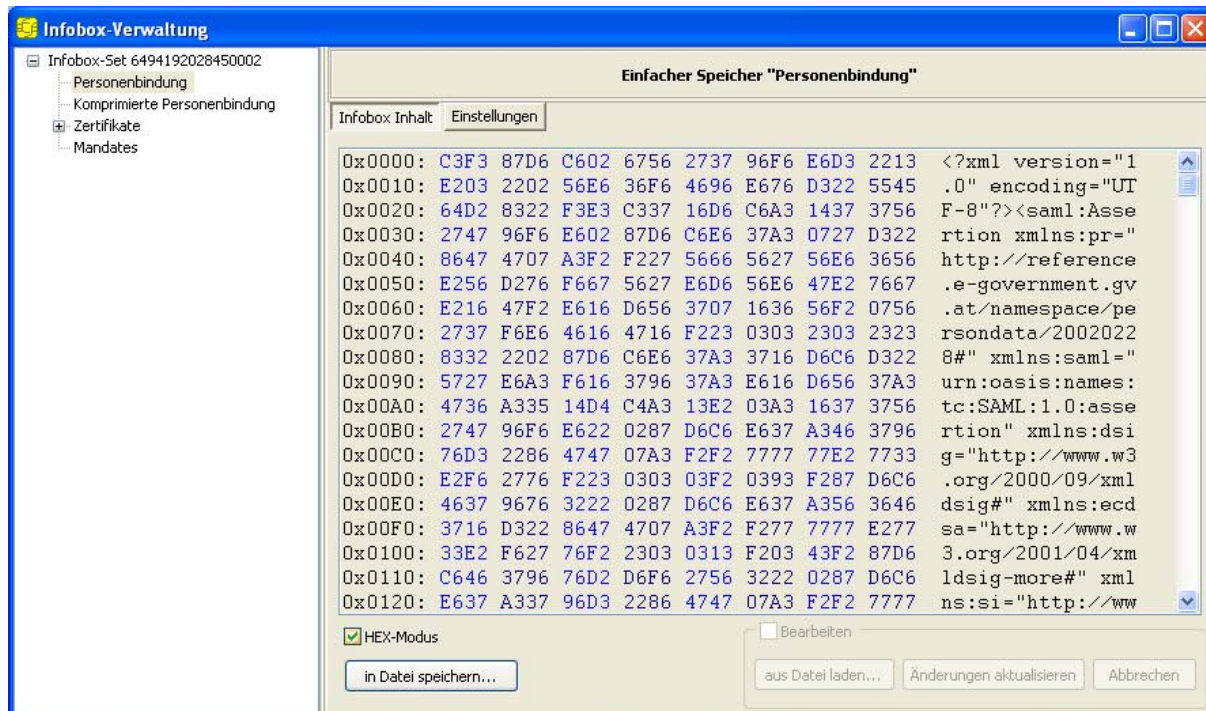 Infobox-Verwaltung
Infobox-Set 6494192028450002
Personenbindung
Komprimierte Personenbindung
Zertifikate
Mandates
Einfacher Speicher "Personenbindung"
Infobox Inhalt Einstellungen
0x0000: C3F3 87D6 C602 6756 2737 96F6 E6D3 2213 <?xml version="1
0x0010: E203 2202 56E6 36F6 4696 E676 D322 5545 .0" encoding="UT
0x0020: 64D2 8322 F3E3 C337 16D6 C6A3 1437 3756 F-8"?><saml:Asse
0x0030: 2747 96F6 E602 87D6 C6E6 37A3 0727 D322 rtion xmlns:pr="
0x0040: 8647 4707 A3F2 F227 5666 5627 56E6 3656 http://reference
0x0050: E256 D276 F667 5627 E6D6 56E6 47E2 7667 .e-government.gv
0x0060: E216 47F2 E616 D656 3707 1636 56F2 0756 .at/namespace/pe
0x0070: 2737 F6E6 4616 4716 F223 0303 2303 2323 rsondata/2002022
0x0080: 8332 2202 87D6 C6E6 37A3 3716 D6C6 D322 8#" xmlns:saml="
0x0090: 5727 E6A3 F616 3796 37A3 E616 D656 37A3 urn:oasis:names:
0x00A0: 4736 A335 14D4 C4A3 13E2 03A3 1637 3756 tc:SAML:1.0:asse
0x00B0: 2747 96F6 E622 0287 D6C6 E637 A346 3796 rtion" xmlns:dsi
0x00C0: 76D3 2286 4747 07A3 F2F2 7777 77E2 7733 g="http://www.w3
0x00D0: E2F6 2776 F223 0303 03F2 0393 F287 D6C6 .org/2000/09/xml
0x00E0: 4637 9676 3222 0287 D6C6 E637 A356 3646 dsig#" xmlns:ecd
0x00F0: 3716 D322 8647 4707 A3F2 F277 7777 E277 sa="http://www.w
0x0100: 33E2 F627 76F2 2303 0313 F203 43F2 87D6 3.org/2001/04/xm
0x0110: C646 3796 76D2 D6F6 2756 3222 0287 D6C6 ldsig-more#" xml
0x0120: E637 A337 96D3 2286 4747 07A3 F2F2 7777 ns:si="http://ww
HEX-Modus
Bearbeiten
in Datei speichern...
aus Datei laden... Änderungen aktualisieren Abbrechen